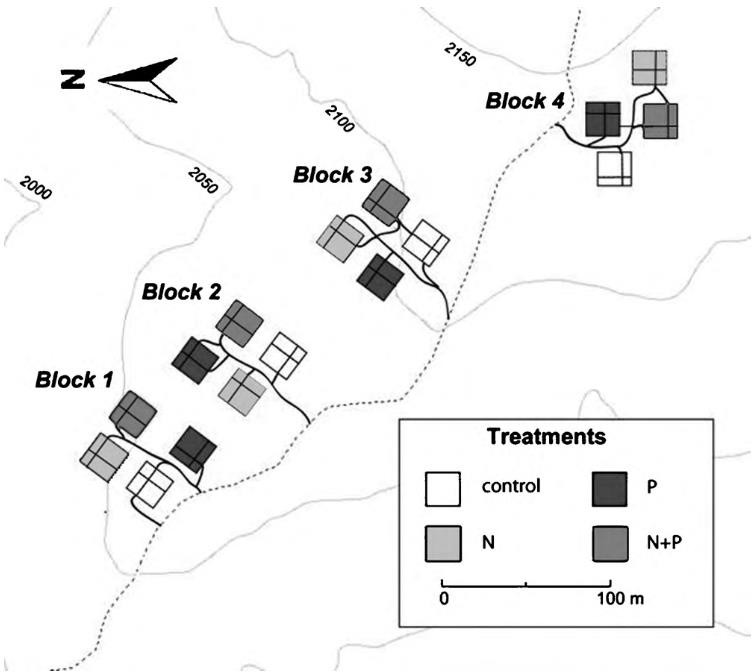 2150
Block 4
N
2100
Block 3
2000
2050
Block 2
Block 1
Treatments
control
P
N
N+P
0
100 m